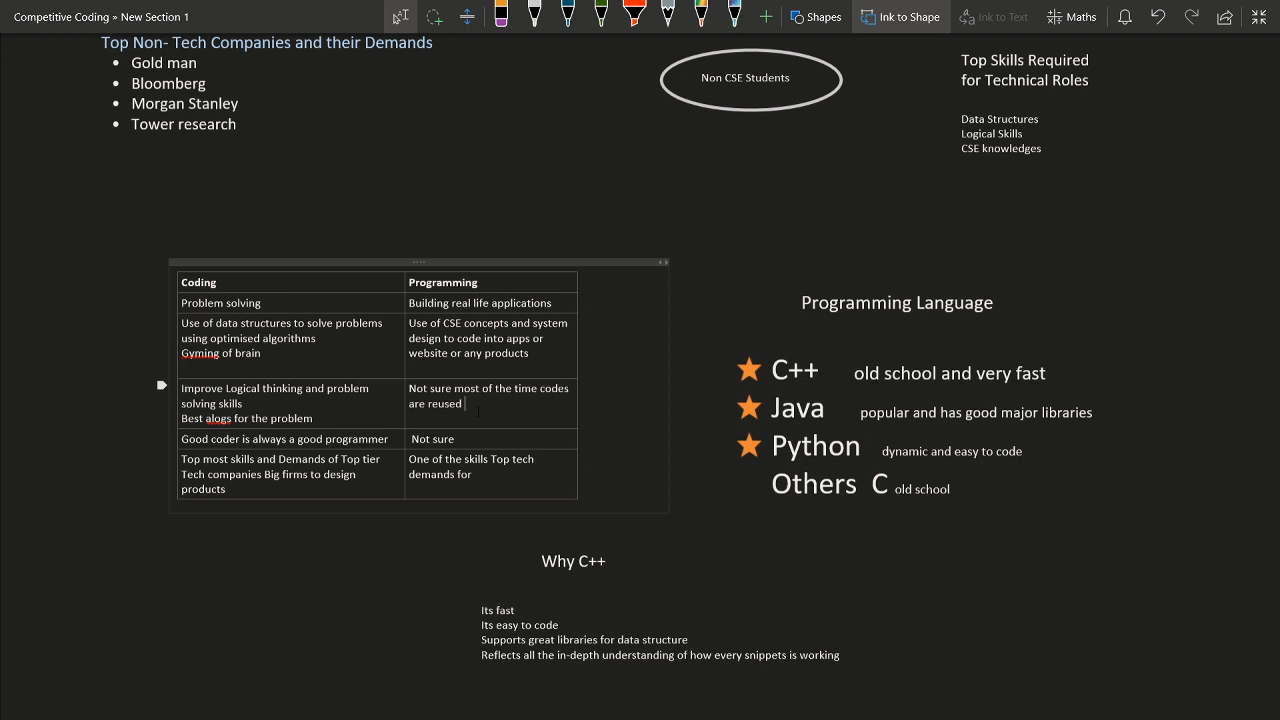 Competitive Coding » New Section 1
Shapes
Ink to Shape
Ink to Text
Maths
Top Non- Tech Companies and their Demands
Gold man
Bloomberg
Morgan Stanley
Tower research
Non CSE Students
Top Skills Required
for Technical Roles
Data Structures
Logical Skills
CSE knowledges
Coding
Programming
Problem solving
Building real life applications
Use of data structures to solve problems
using optimised algorithms
Gyming of brain
Use of CSE concepts and system
design to code into apps or
website or any products
Improve Logical thinking and problem
solving skills
Best alogs for the problem
Not sure most of the time codes
are reused
Good coder is always a good programmer
Not sure
Top most skills and Demands of Top tier
Tech companies Big firms to design
products
One of the skills Top tech
demands for
Programming Language
C++ old school and very fast
Java popular and has good major libraries
Python dynamic and easy to code
Others C old school
Why C++
Its fast
Its easy to code
Supports great libraries for data structure
Reflects all the in-depth understanding of how every snippets is working